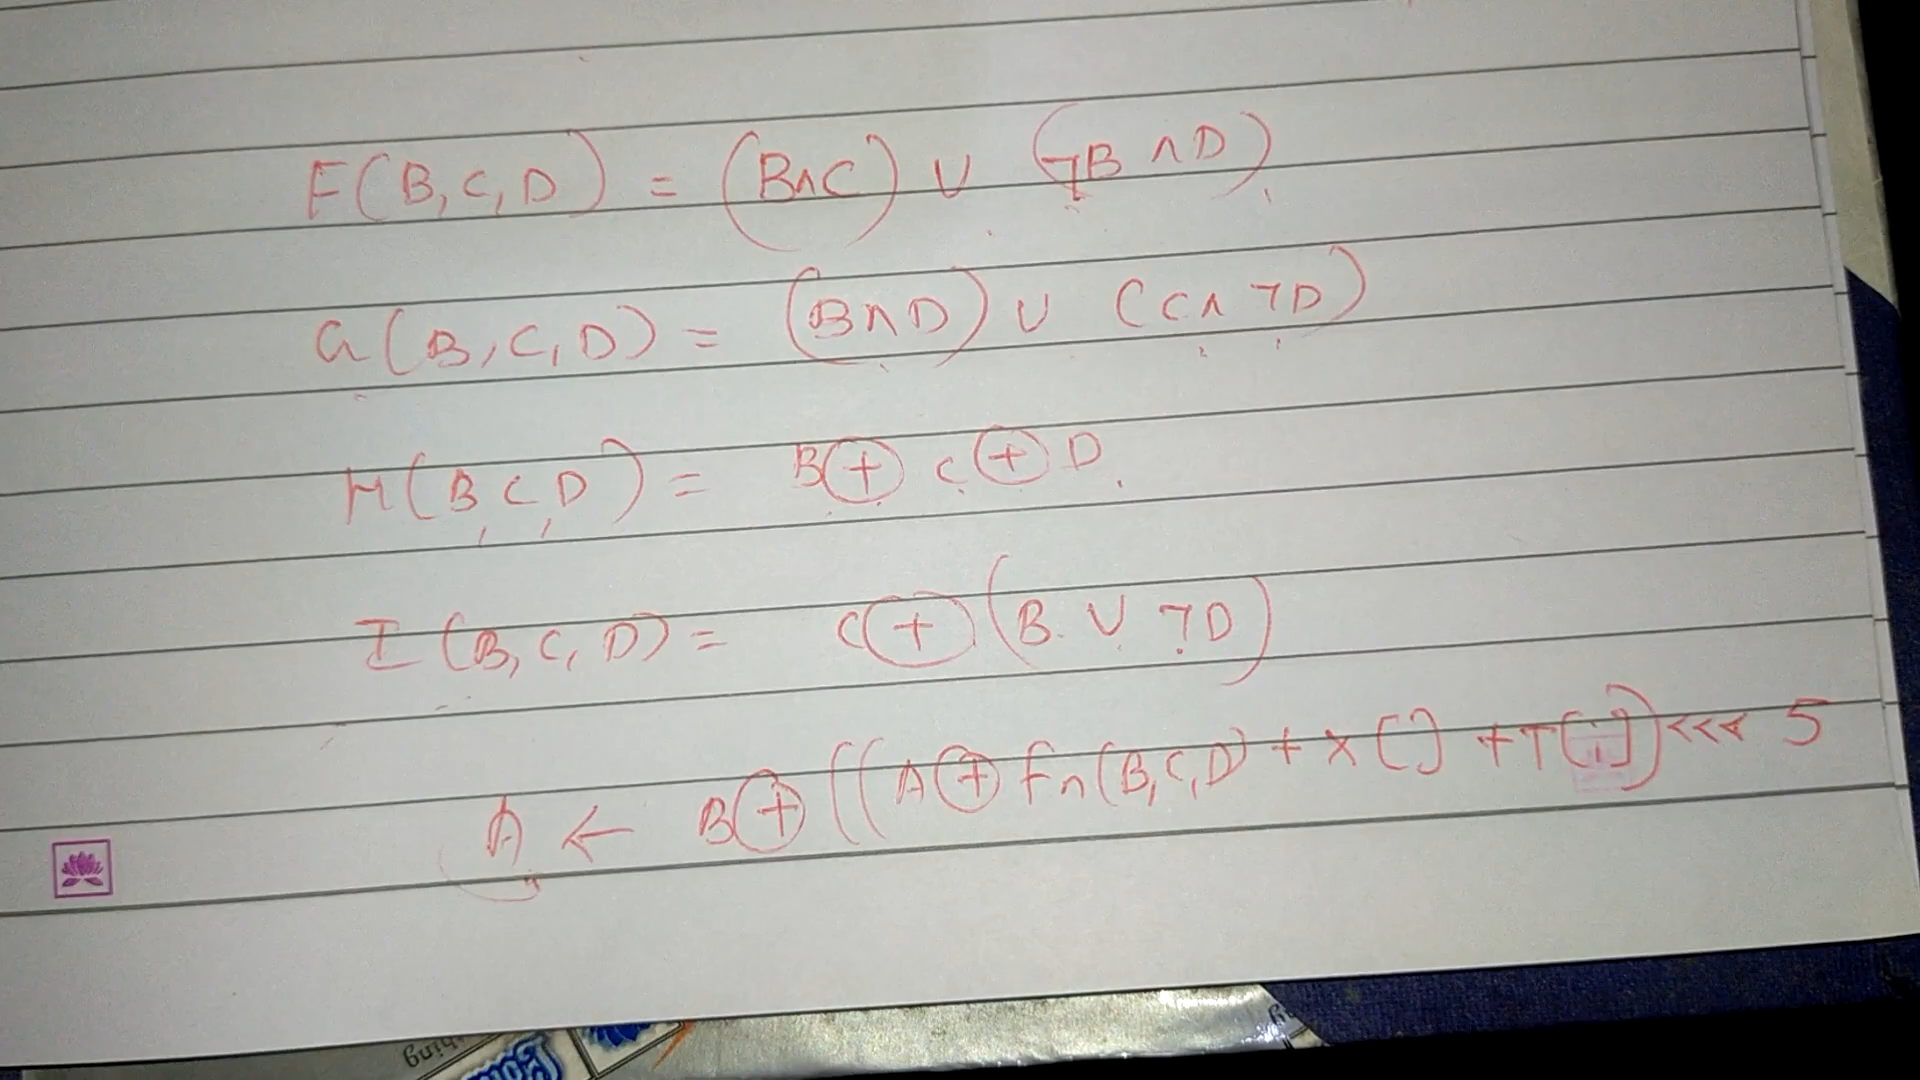 F(B,C,D) = (B∧C) ∨ (¬B ∧D)
G(B,C,D) = (B∧D) ∨ (C∧ ¬D)
H(B,C,D) = B⊕C⊕D
I(B,C,D) = C⊕(B ∨ ¬D)
A ← B⊕((A⊕Fn(B,C,D) + X[] +T[i])<<< 5